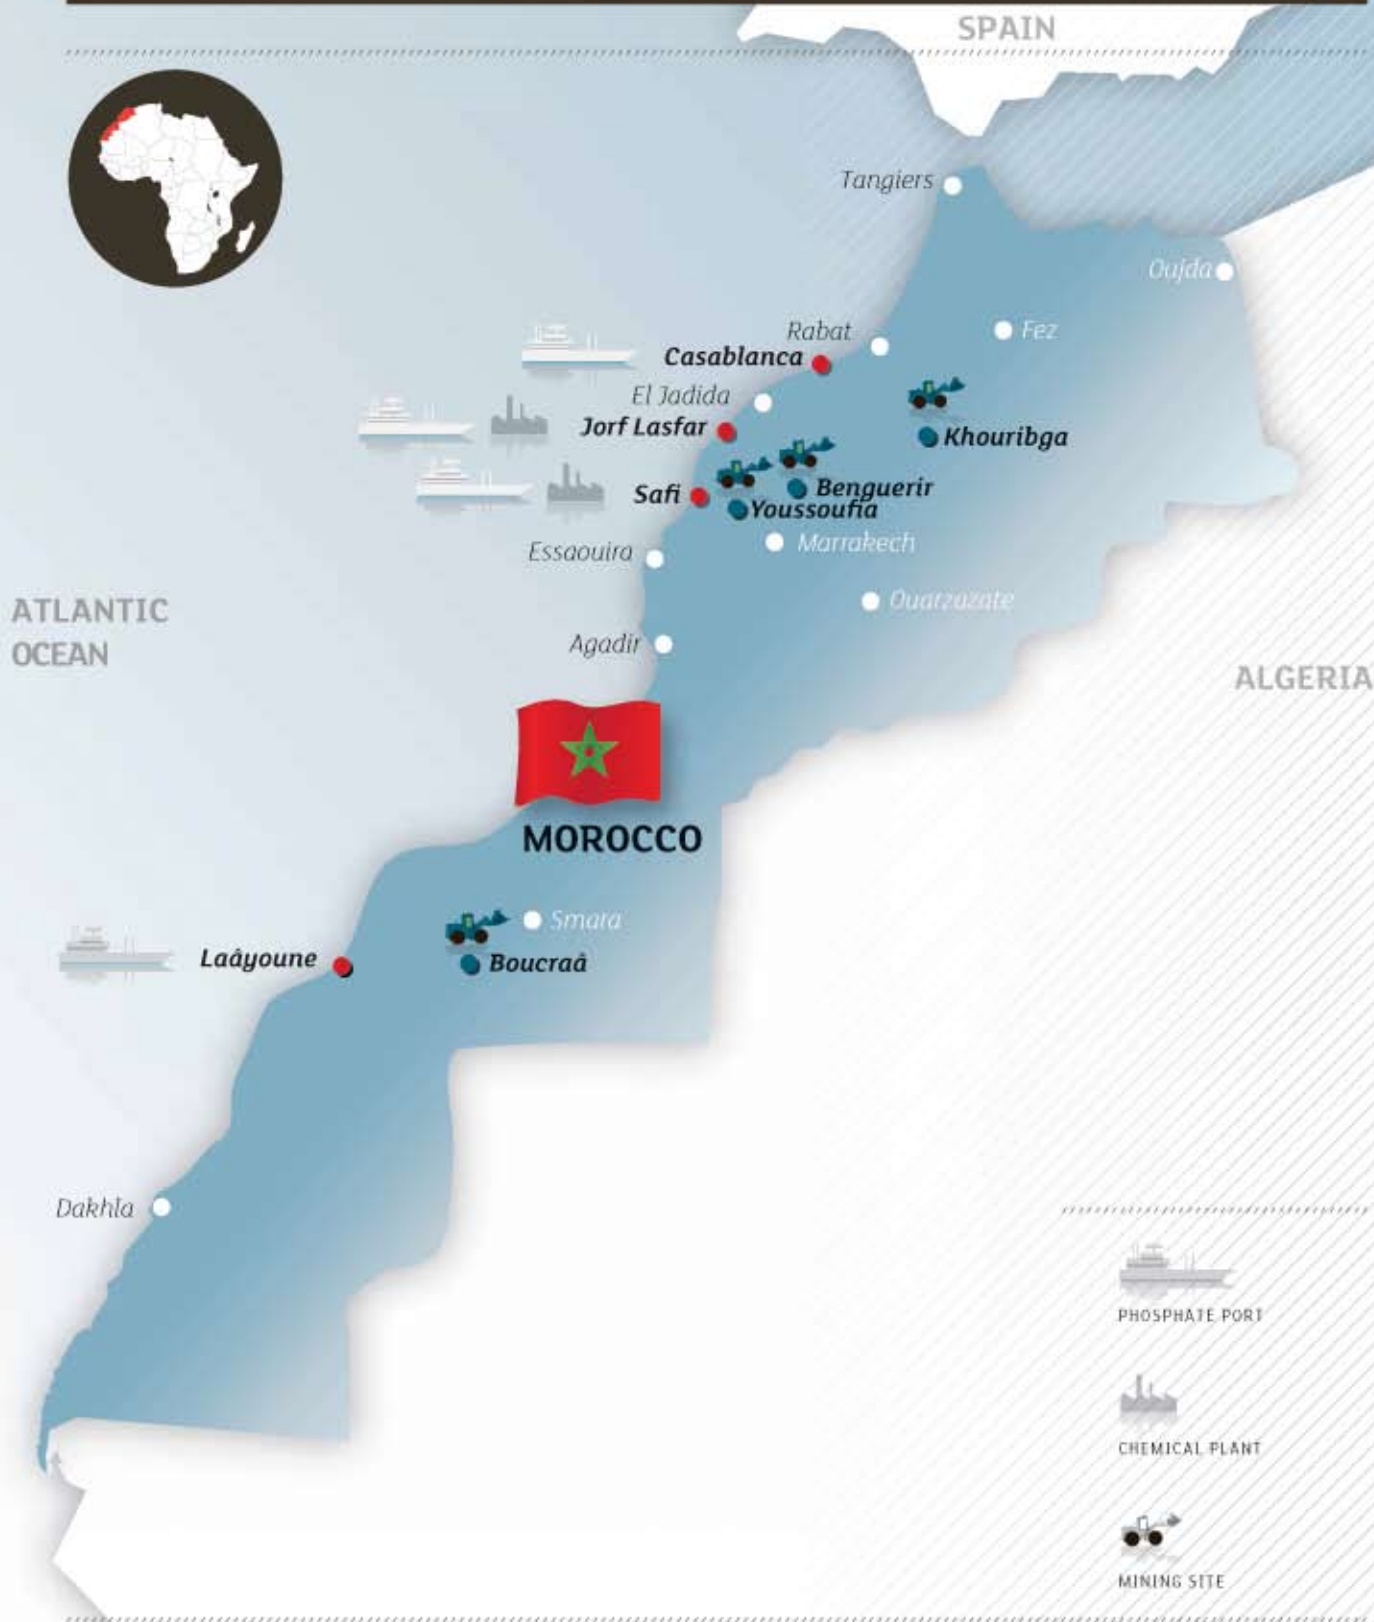 SPAIN
Tangiers
Oujda
Rabat
Fez
Casablanca
El Jadida
Jorf Lasfar
Khouribga
Safi
Benguerir
Youssoufia
Marrakech
Essaouira
Ouarzazate
ATLANTIC
OCEAN
Agadir
ALGERIA
MOROCCO
Smara
Laâyoune
Boucraâ
Dakhla
PHOSPHATE PORT
CHEMICAL PLANT
MINING SITE